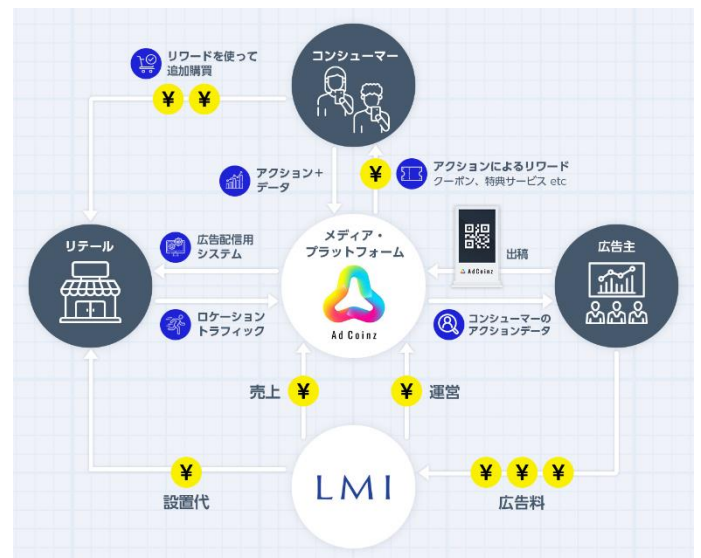 リワードを使って
追加購買
¥ ¥
コンシューマー
アクション+
データ
¥
アクションによるリワード
クーポン、特典サービス etc
リテール
広告配信用
システム
メディア・
プラットフォーム
Ad Coinz
AdCoinz
出稿
広告主
ロケーション
トラフィック
コンシューマーの
アクションデータ
売上 ¥
¥ 運営
¥
設置代
LMI
¥ ¥ ¥
広告料